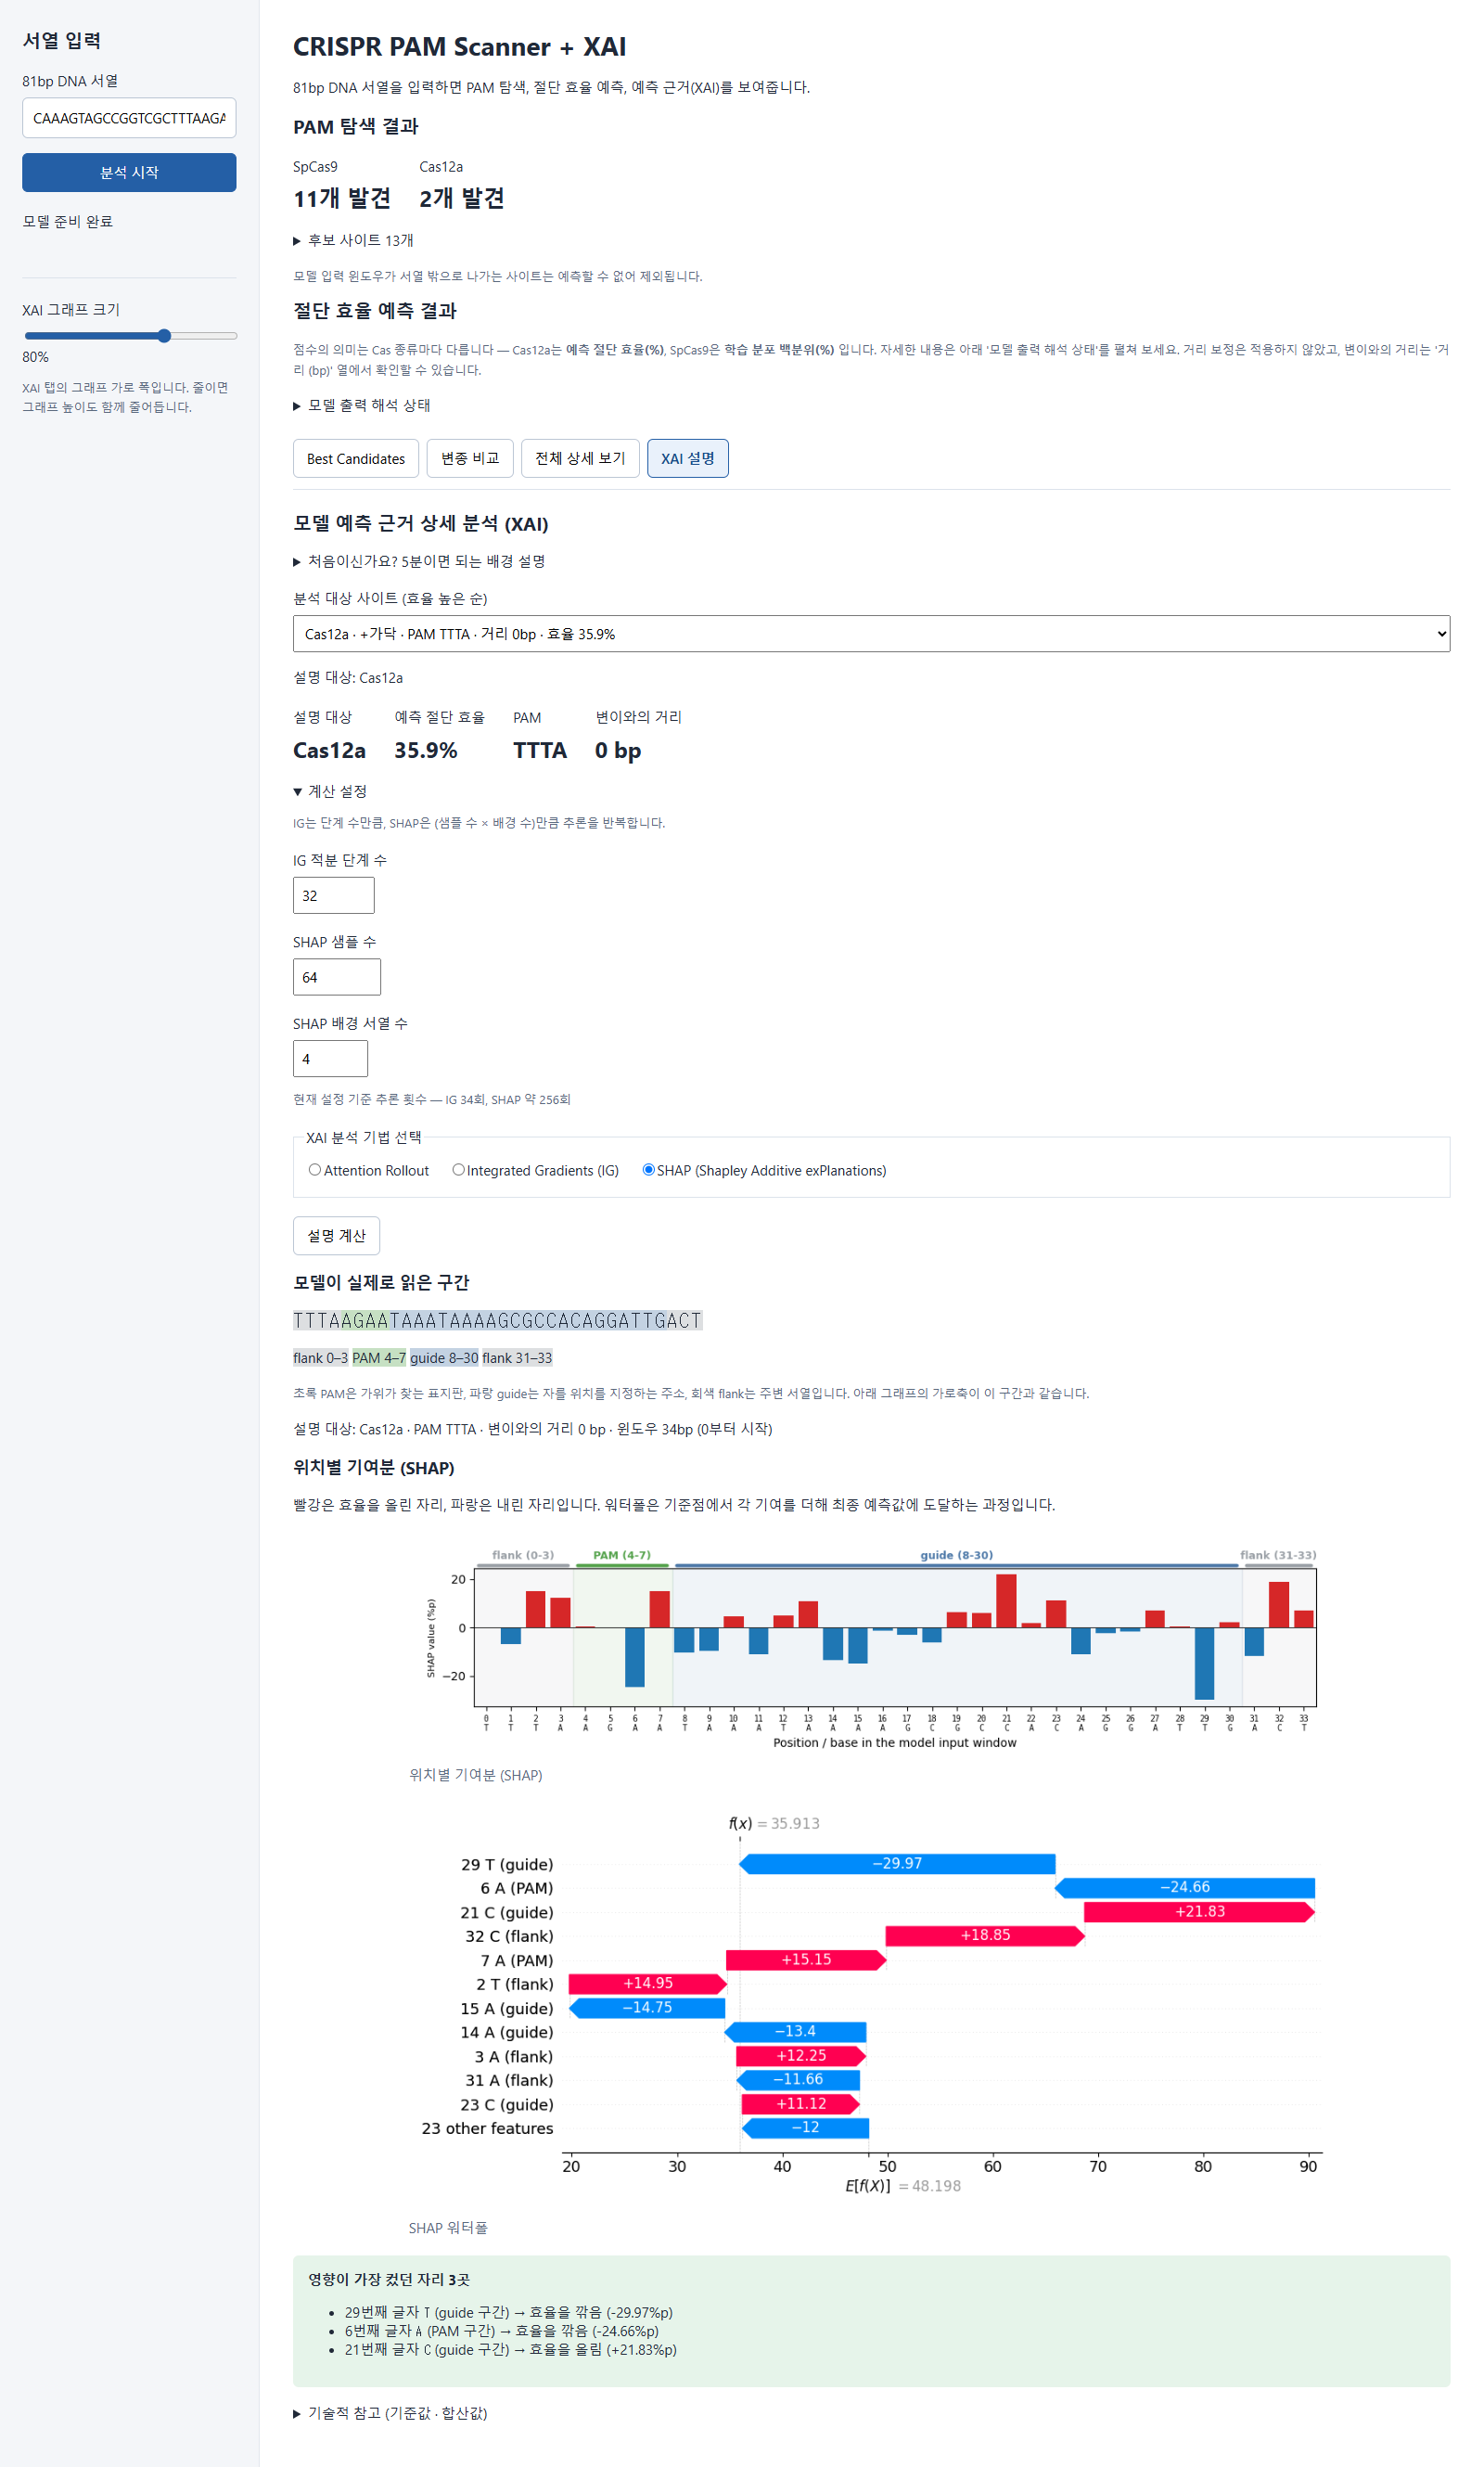 서열 입력
81bp DNA 서열
CAAAGTAGCCGGTCGCTTTAAGA
분석 시작
모델 준비 완료
XAI 그래프 크기
80%
XAI 탭의 그래프 가로 폭입니다. 줄이면
그래프 높이도 함께 줄어듭니다.
CRISPR PAM Scanner + XAI
81bp DNA 서열을 입력하면 PAM 탐색, 절단 효율 예측, 예측 근거(XAI)를 보여줍니다.
PAM 탐색 결과
SpCas9 Cas12a
11개 발견 2개 발견
▶ 후보 사이트 13개
모델 입력 윈도우가 서열 밖으로 나가는 사이트는 예측할 수 없어 제외됩니다.
절단 효율 예측 결과
점수의 의미는 Cas 종류마다 다릅니다 — Cas12a는 예측 절단 효율(%), SpCas9은 학습 분포 백분위(%) 입니다. 자세한 내용은 아래 '모델 출력 해석 상태'를 펼쳐 보세요. 거리 보정은 적용하지 않았고, 변이와의 거리는 '거
리 (bp)' 열에서 확인할 수 있습니다.
▶ 모델 출력 해석 상태
Best Candidates 변종 비교 전체 상세 보기 XAI 설명
모델 예측 근거 상세 분석 (XAI)
▶ 처음이신가요? 5분이면 되는 배경 설명
분석 대상 사이트 (효율 높은 순)
Cas12a · +가닥 · PAM TTTA · 거리 0bp · 효율 35.9%
설명 대상: Cas12a
설명 대상 예측 절단 효율 PAM 변이와의 거리
Cas12a 35.9% TTTA 0 bp
▼ 계산 설정
IG는 단계 수만큼, SHAP은 (샘플 수 × 배경 수)만큼 추론을 반복합니다.
IG 적분 단계 수
32
SHAP 샘플 수
64
SHAP 배경 서열 수
4
현재 설정 기준 추론 횟수 — IG 34회, SHAP 약 256회
XAI 분석 기법 선택
Attention Rollout Integrated Gradients (IG) SHAP (Shapley Additive exPlanations)
설명 계산
모델이 실제로 읽은 구간
TTTAAGAATAAATAAAAGCGCCACAGGATTGACT
flank 0–3 PAM 4–7 guide 8–30 flank 31–33
초록 PAM은 가위가 찾는 표지판, 파랑 guide는 자를 위치를 지정하는 주소, 회색 flank는 주변 서열입니다. 아래 그래프의 가로축이 이 구간과 같습니다.
설명 대상: Cas12a · PAM TTTA · 변이와의 거리 0 bp · 윈도우 34bp (0부터 시작)
위치별 기여분 (SHAP)
빨강은 효율을 올린 자리, 파랑은 내린 자리입니다. 워터폴은 기준점에서 각 기여를 더해 최종 예측값에 도달하는 과정입니다.
flank (0-3) PAM (4-7) guide (8-30) flank (31-33)
SHAP value (%p)
20
0
−20
0 1 2 3 4 5 6 7 8 9 10 11 12 13 14 15 16 17 18 19 20 21 22 23 24 25 26 27 28 29 30 31 32 33
T T T A A G A A T A A A T A A A A G C G C C A C A G G A T T G A C T
Position / base in the model input window
위치별 기여분 (SHAP)
f(x) = 35.913
29 T (guide) −29.97
6 A (PAM) −24.66
21 C (guide) +21.83
32 C (flank) +18.85
7 A (PAM) +15.15
2 T (flank) +14.95
15 A (guide) −14.75
14 A (guide) −13.4
3 A (flank) +12.25
31 A (flank) −11.66
23 C (guide) +11.12
23 other features −12
20 30 40 50 60 70 80 90
E[f(X)] = 48.198
SHAP 워터폴
영향이 가장 컸던 자리 3곳
• 29번째 글자 T (guide 구간) → 효율을 깎음 (-29.97%p)
• 6번째 글자 A (PAM 구간) → 효율을 깎음 (-24.66%p)
• 21번째 글자 C (guide 구간) → 효율을 올림 (+21.83%p)
▶ 기술적 참고 (기준값 · 합산값)